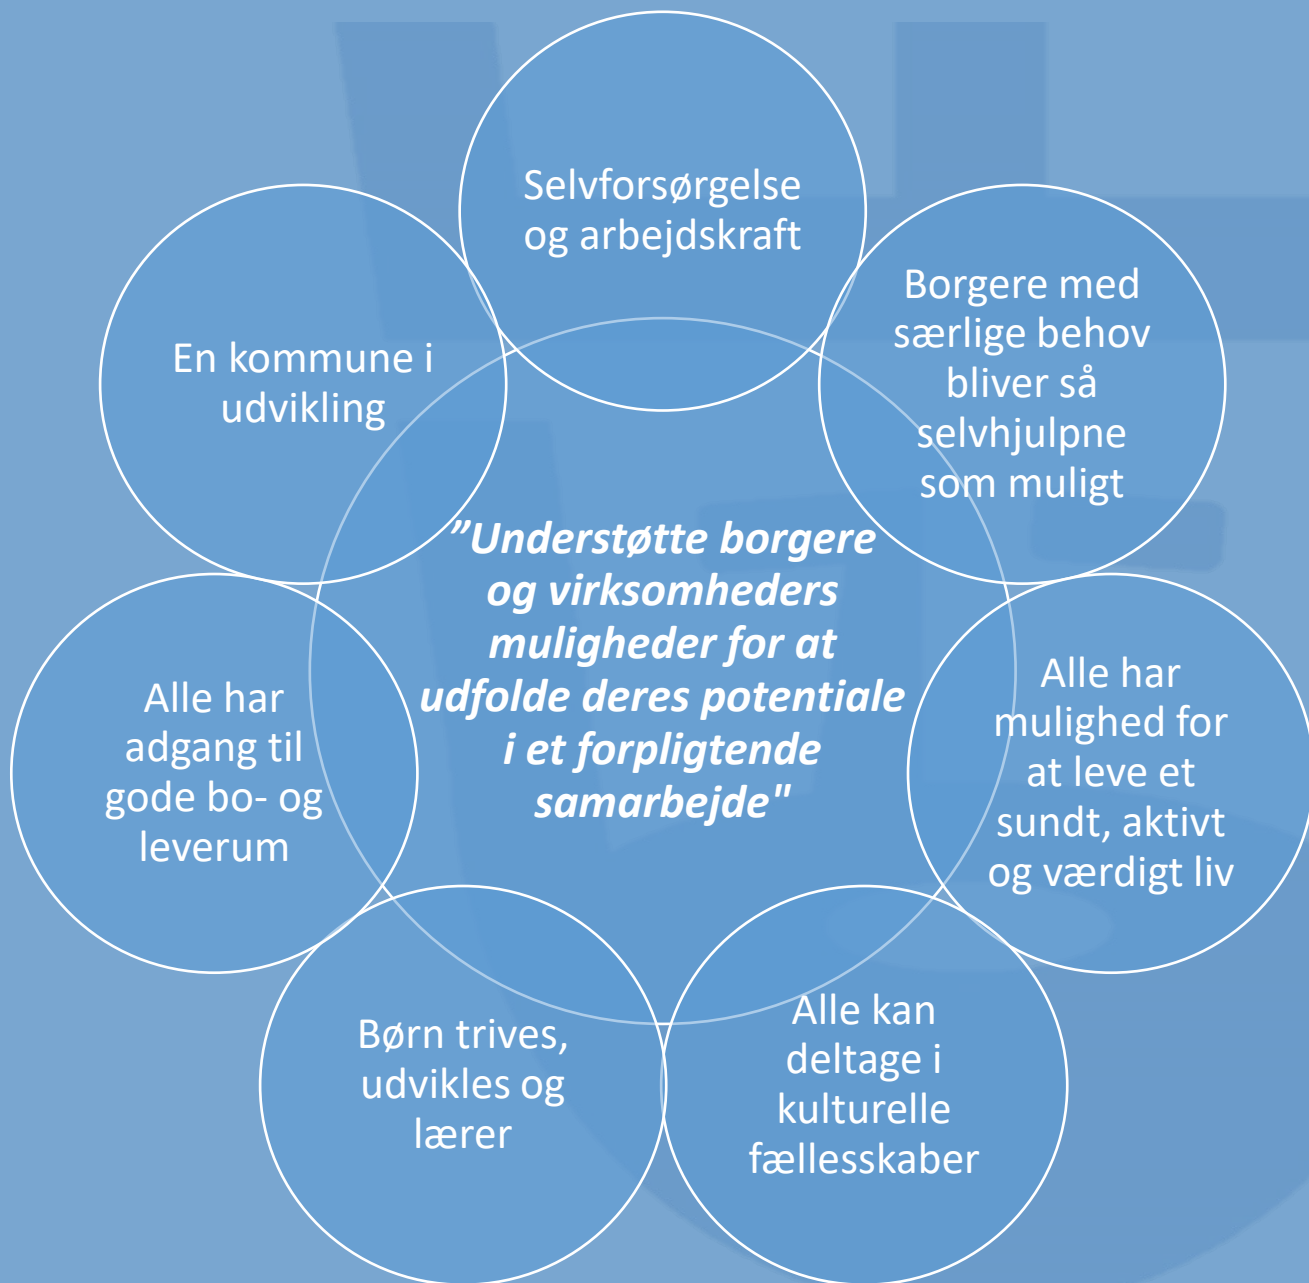 Selvforsørgelse
og arbejdskraft
Borgere med
særlige behov
bliver så
selvhjulpne
som muligt
Alle har
mulighed for
at leve et
sundt, aktivt
og værdigt liv
Alle kan
deltage i
kulturelle
fællesskaber
Børn trives,
udvikles og
lærer
Alle har
adgang til
gode bo- og
leverum
En kommune i
udvikling
”Understøtte borgere
og virksomheders
muligheder for at
udfolde deres potentiale
i et forpligtende
samarbejde"